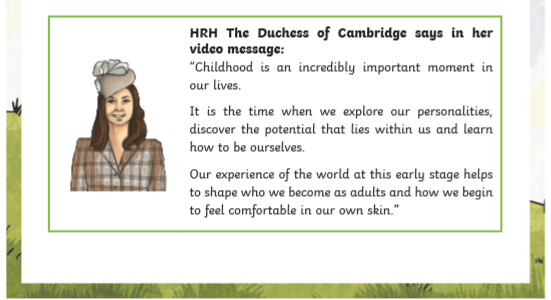 HRH The Duchess of Cambridge says in her
video message:
“Childhood is an incredibly important moment in
our lives.
It is the time when we explore our personalities,
discover the potential that lies within us and learn
how to be ourselves.
Our experience of the world at this early stage helps
to shape who we become as adults and how we begin
to feel comfortable in our own skin.”